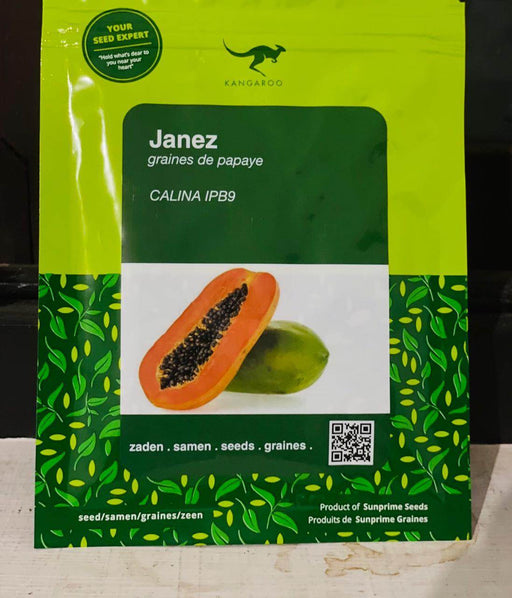 YOUR
SEED EXPERT
"Hold what's dear to
you near your
heart"
KANGAROO
Janez
graines de papaye
CALINA IPB9
zaden . samen . seeds . graines .
seed/samen/graines/zeen
Product of Sunprime Seeds
Produits de Sunprime Graines